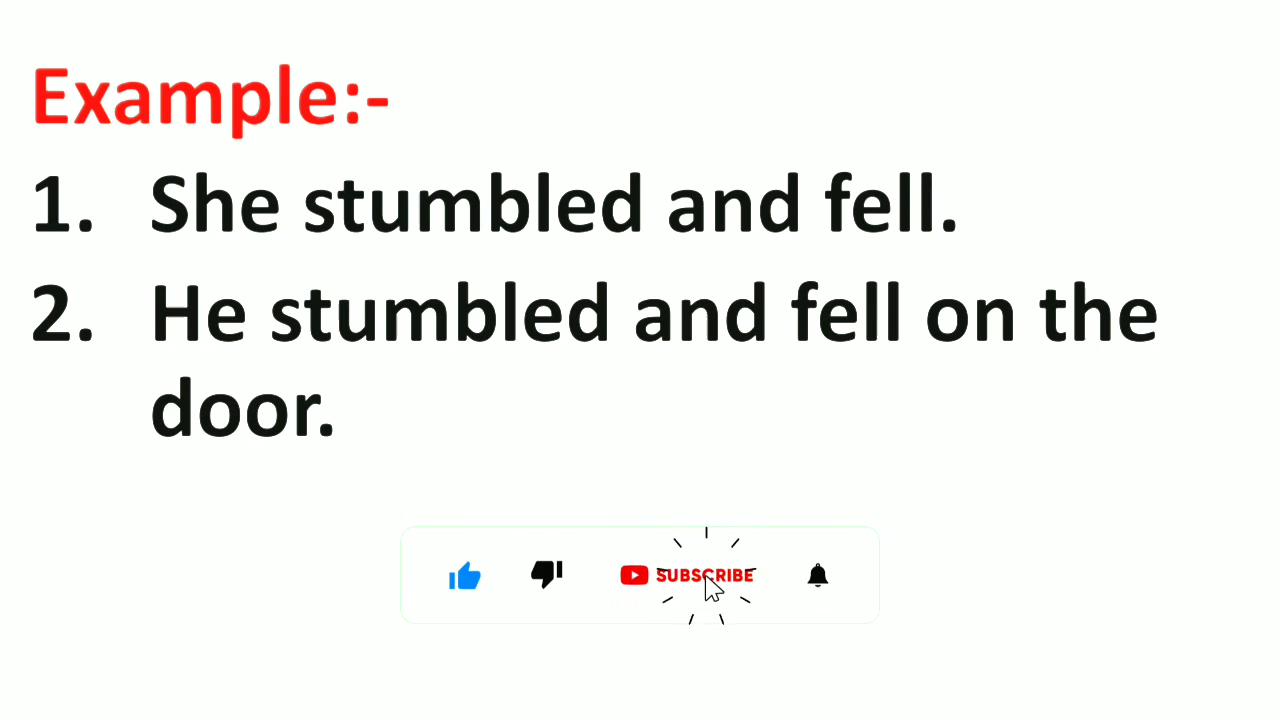 Example:-
1. She stumbled and fell.
2. He stumbled and fell on the
door.
SUBSCRIBE